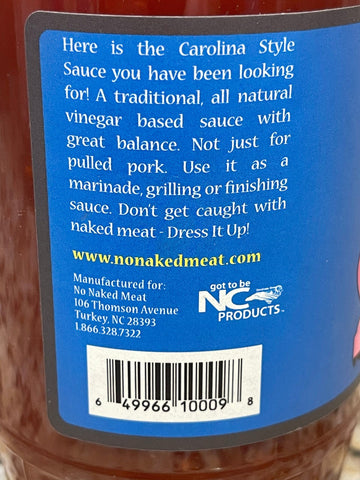 Here is the Carolina Style
Sauce you have been looking
for! A traditional, all natural
vinegar based sauce with
great balance. Not just for
pulled pork. Use it as a
marinade, grilling or finishing
sauce. Don't get caught with
naked meat - Dress It Up!
www.nonakedmeat.com
Manufactured for:
No Naked Meat
106 Thomson Avenue
Turkey, NC 28393
1.866.328.7322
got to be
NC
PRODUCTS™
6 49966 10009 8